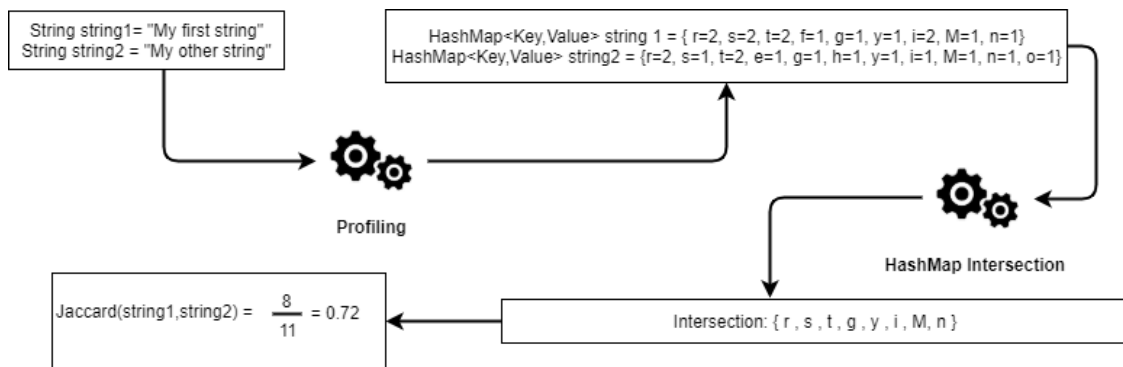 String string1= "My first string"
String string2 = "My other string"
HashMap<Key,Value> string 1 = { r=2, s=2, t=2, f=1, g=1, y=1, i=2, M=1, n=1}
HashMap<Key,Value> string2 = {r=2, s=1, t=2, e=1, g=1, h=1, y=1, i=1, M=1, n=1, o=1}
Profiling
HashMap Intersection
Intersection: { r , s , t , g , y , i , M, n }
Jaccard(string1,string2) = 8 / 11 = 0.72